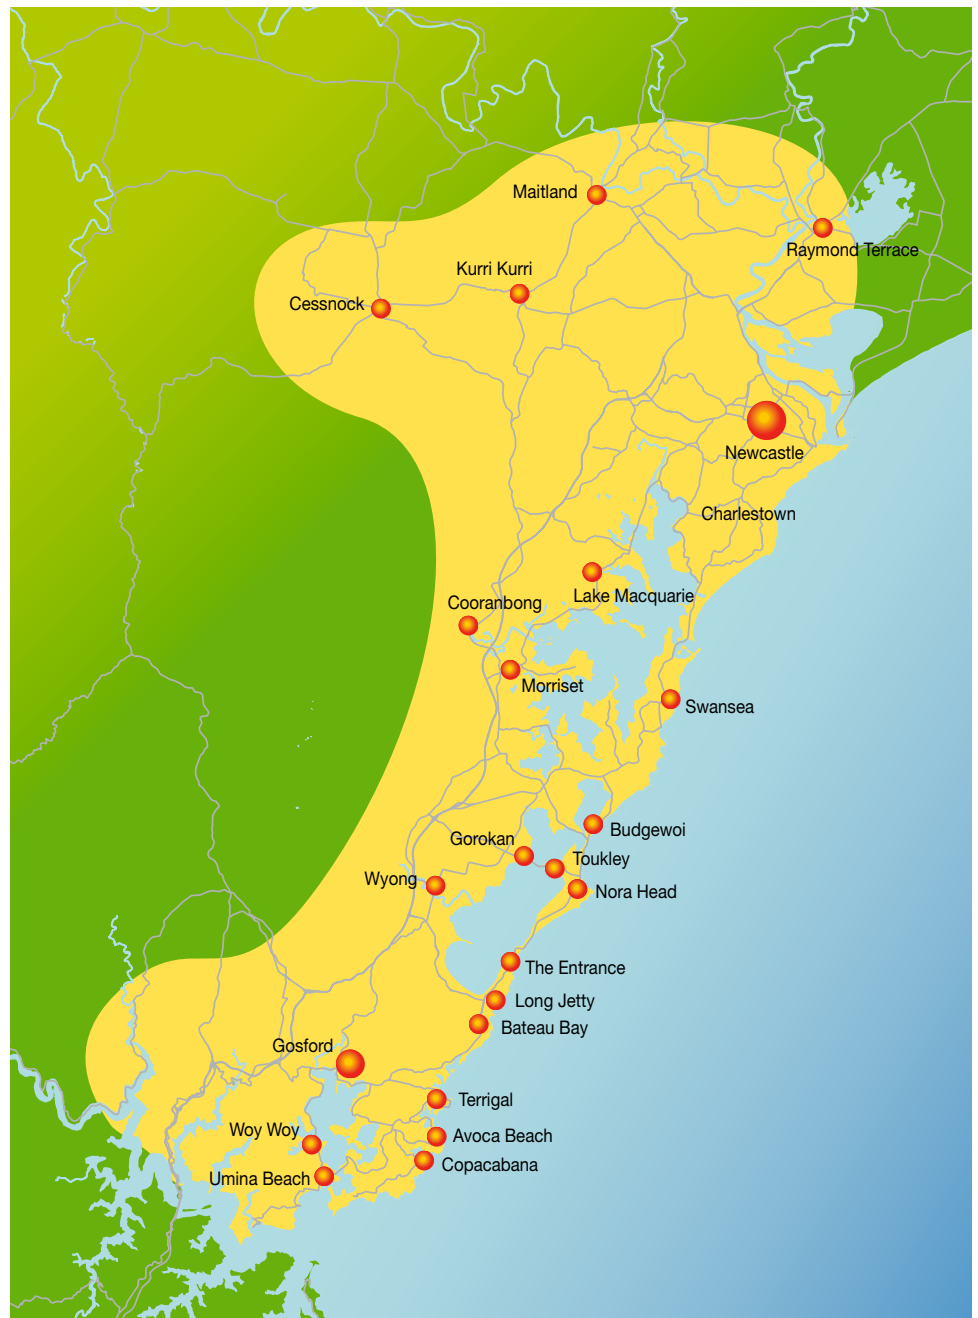 Maitland
Raymond Terrace
Kurri Kurri
Cessnock
Newcastle
Charlestown
Lake Macquarie
Cooranbong
Morriset
Swansea
Budgewoi
Gorokan
Toukley
Wyong
Nora Head
The Entrance
Long Jetty
Bateau Bay
Gosford
Terrigal
Woy Woy
Avoca Beach
Copacabana
Umina Beach